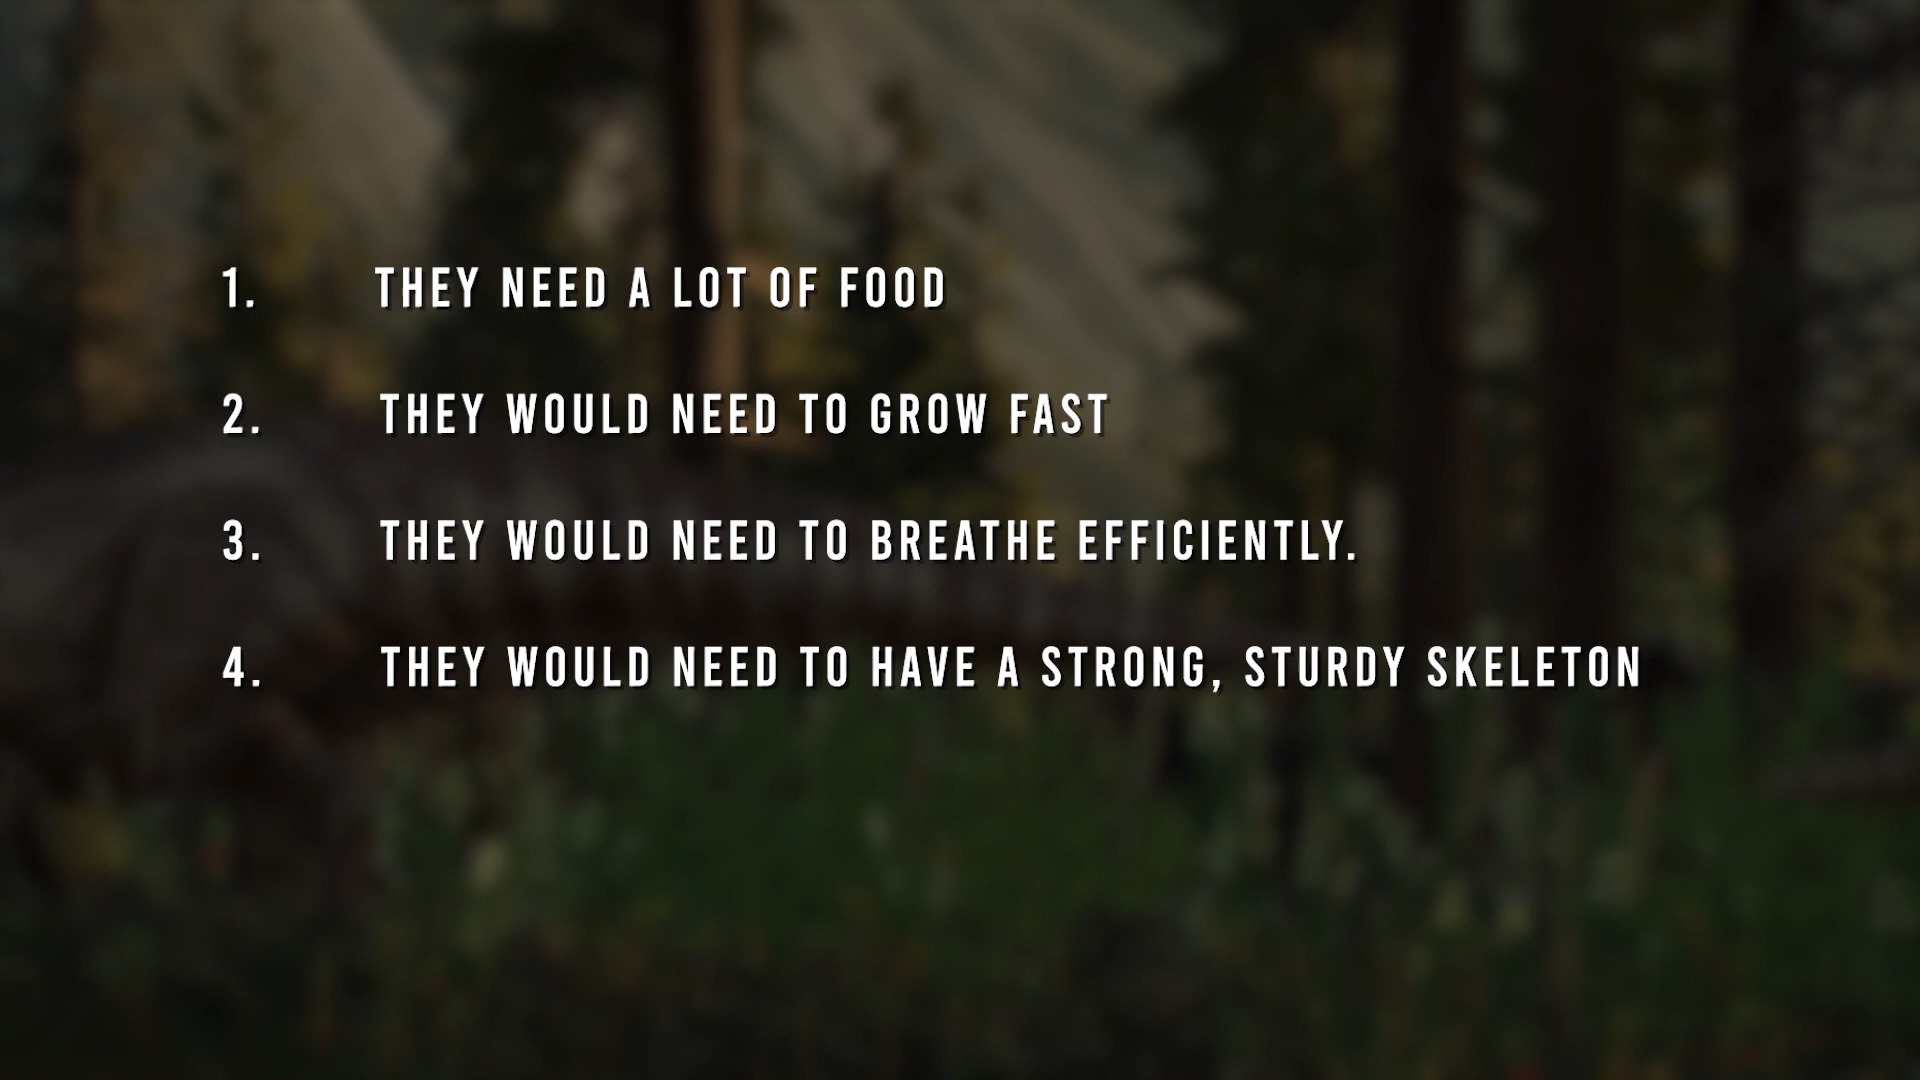 1. THEY NEED A LOT OF FOOD
2. THEY WOULD NEED TO GROW FAST
3. THEY WOULD NEED TO BREATHE EFFICIENTLY.
4. THEY WOULD NEED TO HAVE A STRONG, STURDY SKELETON